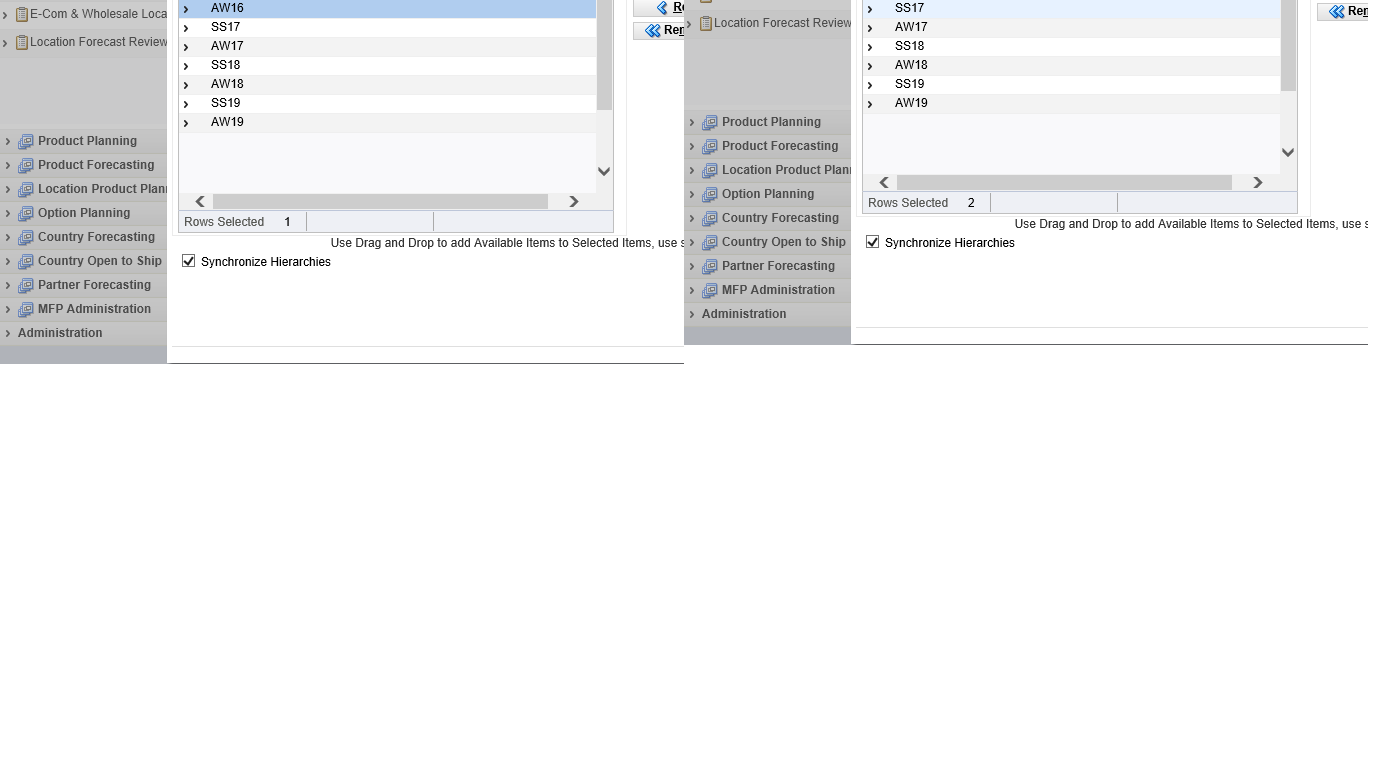 E-Com & Wholesale Loca
Location Forecast Review
Product Planning
Product Forecasting
Location Product Plann
Option Planning
Country Forecasting
Country Open to Ship
Partner Forecasting
MFP Administration
Administration
AW16
SS17
AW17
SS18
AW18
SS19
AW19
Rows Selected 1
Re
Rem
Use Drag and Drop to add Available Items to Selected Items, use s
Synchronize Hierarchies
Location Forecast Review
Product Planning
Product Forecasting
Location Product Plann
Option Planning
Country Forecasting
Country Open to Ship
Partner Forecasting
MFP Administration
Administration
SS17
AW17
SS18
AW18
SS19
AW19
Rows Selected 2
Rem
Use Drag and Drop to add Available Items to Selected Items, use s
Synchronize Hierarchies